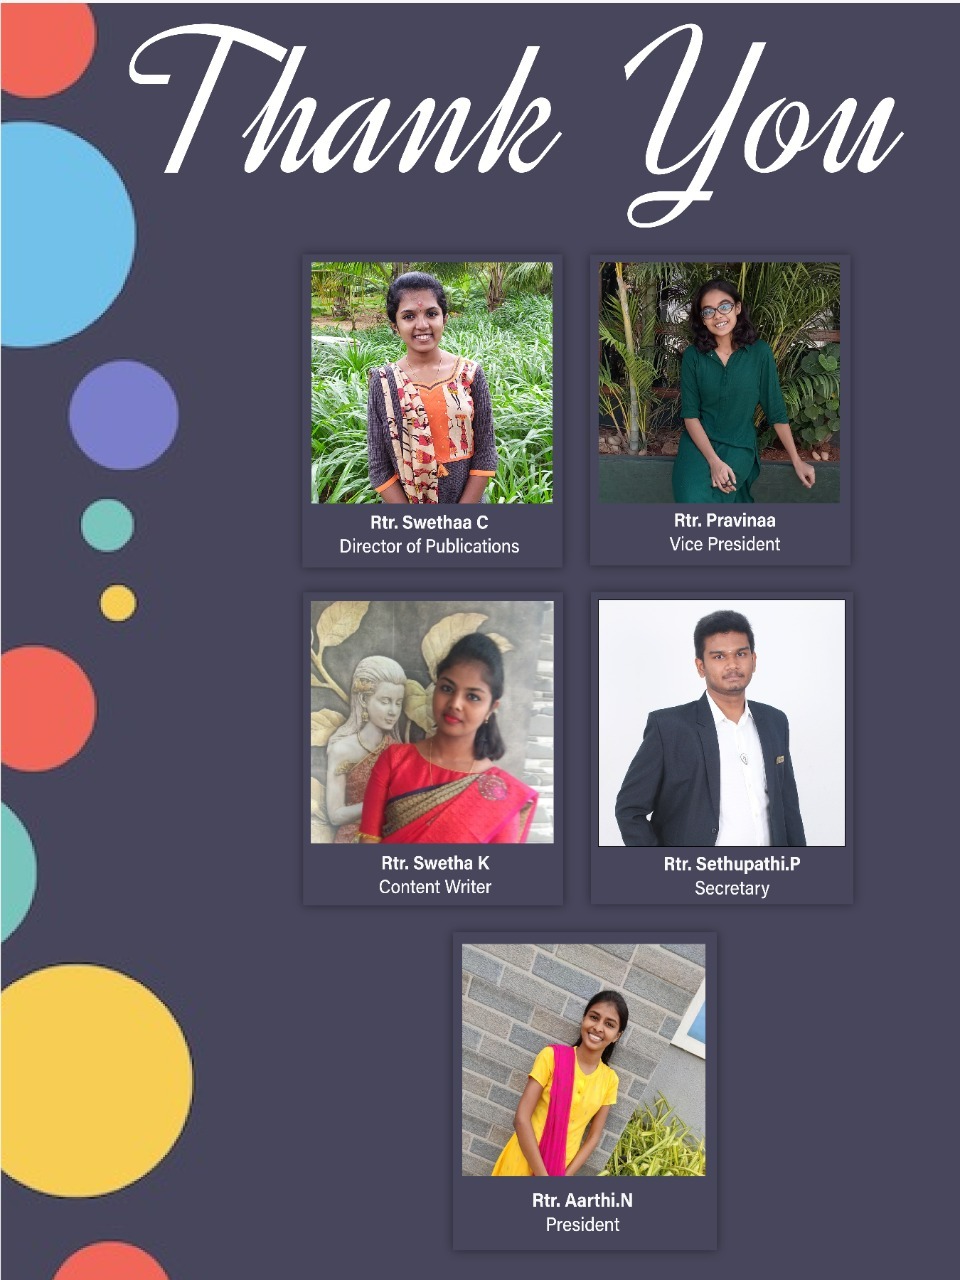 Thank You
Rtr. Swethaa C
Director of Publications
Rtr. Pravinaa
Vice President
Rtr. Swetha K
Content Writer
Rtr. Sethupathi.P
Secretary
Rtr. Aarthi.N
President